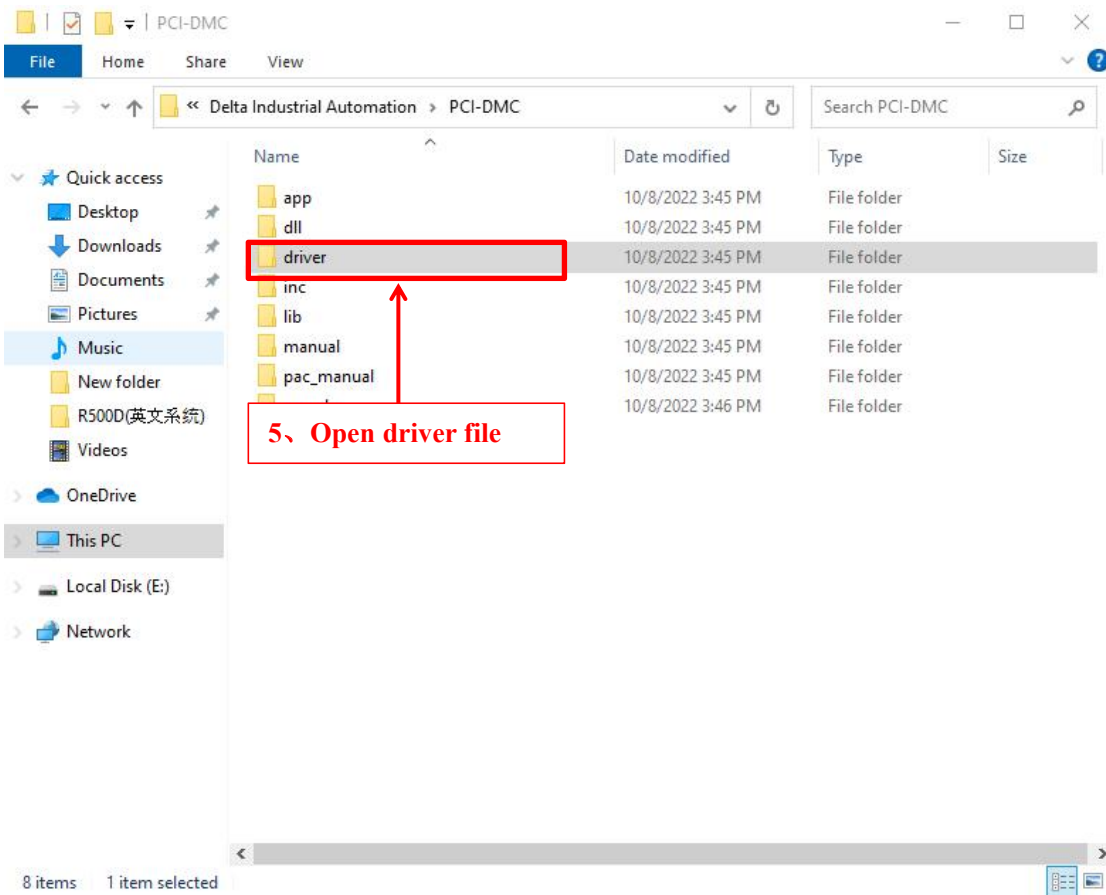 PCI-DMC
File Home Share View
« Delta Industrial Automation › PCI-DMC Search PCI-DMC
Name Date modified Type Size
Quick access
Desktop
Downloads
Documents
Pictures
Music
New folder
R500D(英文系统)
Videos
OneDrive
This PC
Local Disk (E:)
Network
app 10/8/2022 3:45 PM File folder
dll 10/8/2022 3:45 PM File folder
driver 10/8/2022 3:45 PM File folder
inc 10/8/2022 3:45 PM File folder
lib 10/8/2022 3:45 PM File folder
manual 10/8/2022 3:45 PM File folder
pac_manual 10/8/2022 3:45 PM File folder
10/8/2022 3:46 PM File folder
5、Open driver file
8 items 1 item selected